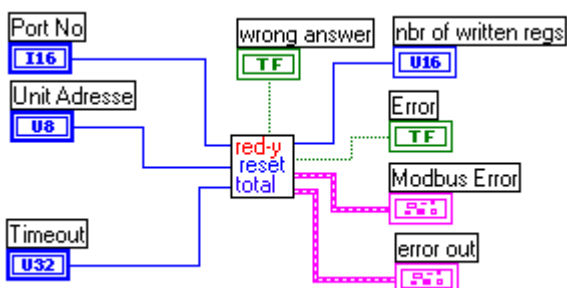 Port No
I16
Unit Adresse
U8
Timeout
U32
wrong answer
TF
red-y
reset
total
nbr of written regs
U16
Error
TF
Modbus Error
error out